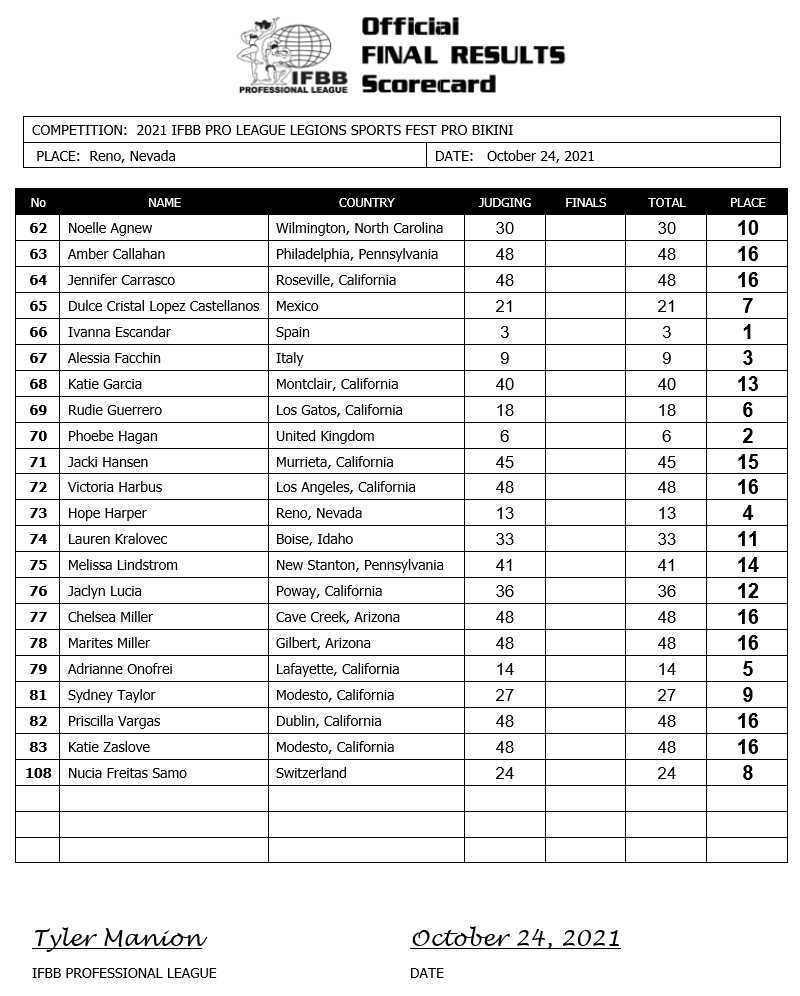 Official
FINAL RESULTS
Scorecard
IFBB
PROFESSIONAL LEAGUE
COMPETITION: 2021 IFBB PRO LEAGUE LEGIONS SPORTS FEST PRO BIKINI
PLACE: Reno, Nevada DATE: October 24, 2021
No NAME COUNTRY JUDGING FINALS TOTAL PLACE
62 Noelle Agnew Wilmington, North Carolina 30 30 10
63 Amber Callahan Philadelphia, Pennsylvania 48 48 16
64 Jennifer Carrasco Roseville, California 48 48 16
65 Dulce Cristal Lopez Castellanos Mexico 21 21 7
66 Ivanna Escandar Spain 3 3 1
67 Alessia Facchin Italy 9 9 3
68 Katie Garcia Montclair, California 40 40 13
69 Rudie Guerrero Los Gatos, California 18 18 6
70 Phoebe Hagan United Kingdom 6 6 2
71 Jacki Hansen Murrieta, California 45 45 15
72 Victoria Harbus Los Angeles, California 48 48 16
73 Hope Harper Reno, Nevada 13 13 4
74 Lauren Kralovec Boise, Idaho 33 33 11
75 Melissa Lindstrom New Stanton, Pennsylvania 41 41 14
76 Jaclyn Lucia Poway, California 36 36 12
77 Chelsea Miller Cave Creek, Arizona 48 48 16
78 Marites Miller Gilbert, Arizona 48 48 16
79 Adrianne Onofrei Lafayette, California 14 14 5
81 Sydney Taylor Modesto, California 27 27 9
82 Priscilla Vargas Dublin, California 48 48 16
83 Katie Zaslove Modesto, California 48 48 16
108 Nucia Freitas Samo Switzerland 24 24 8
Tyler Manion October 24, 2021
IFBB PROFESSIONAL LEAGUE DATE